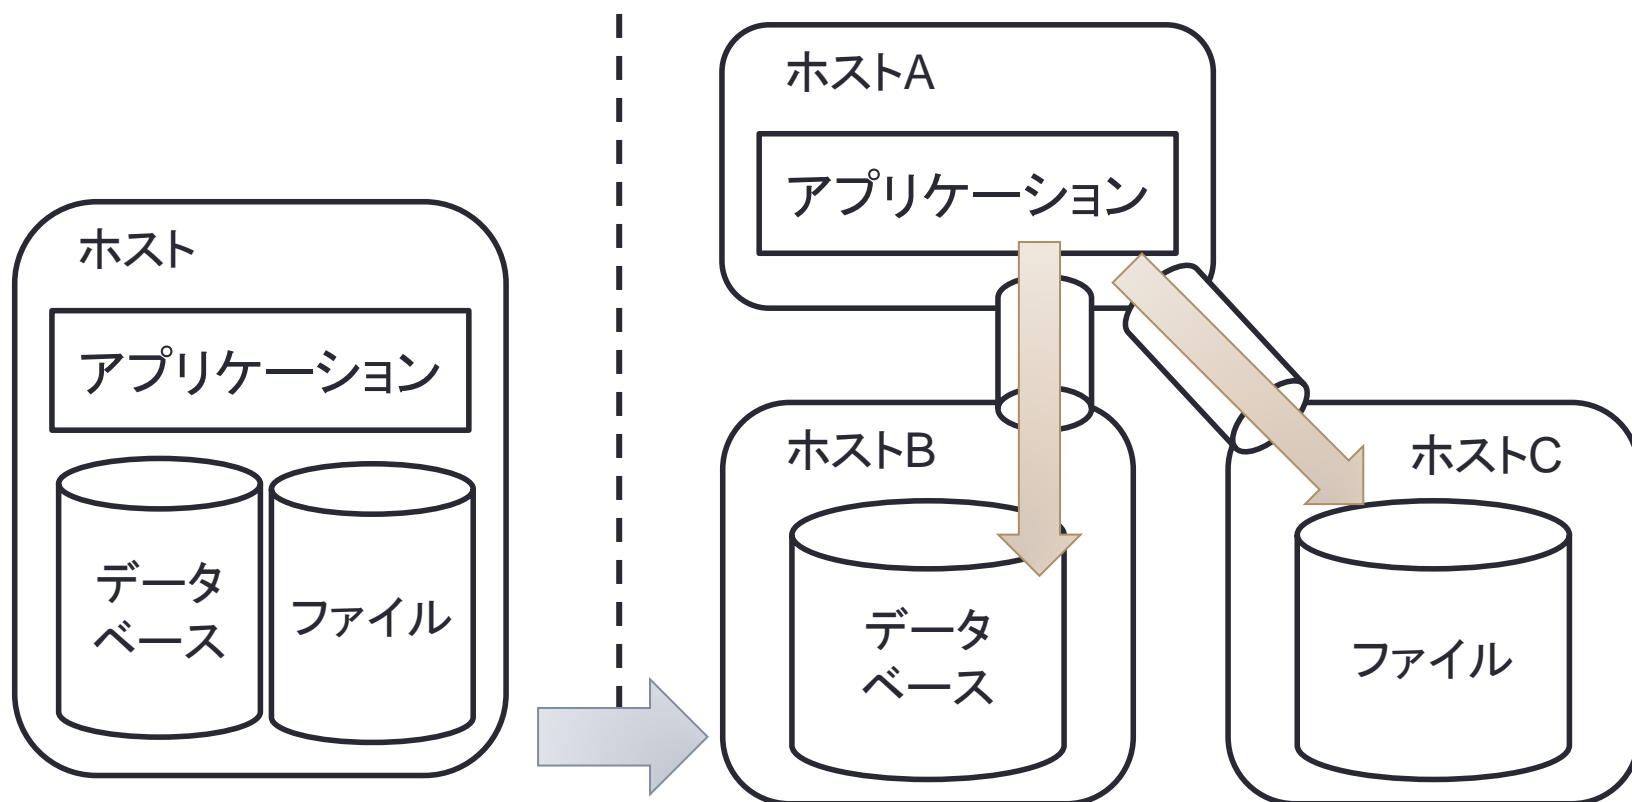 ホスト
アプリケーション
データ
ベース
ファイル
ホストA
アプリケーション
ホストB
データ
ベース
ホストC
ファイル